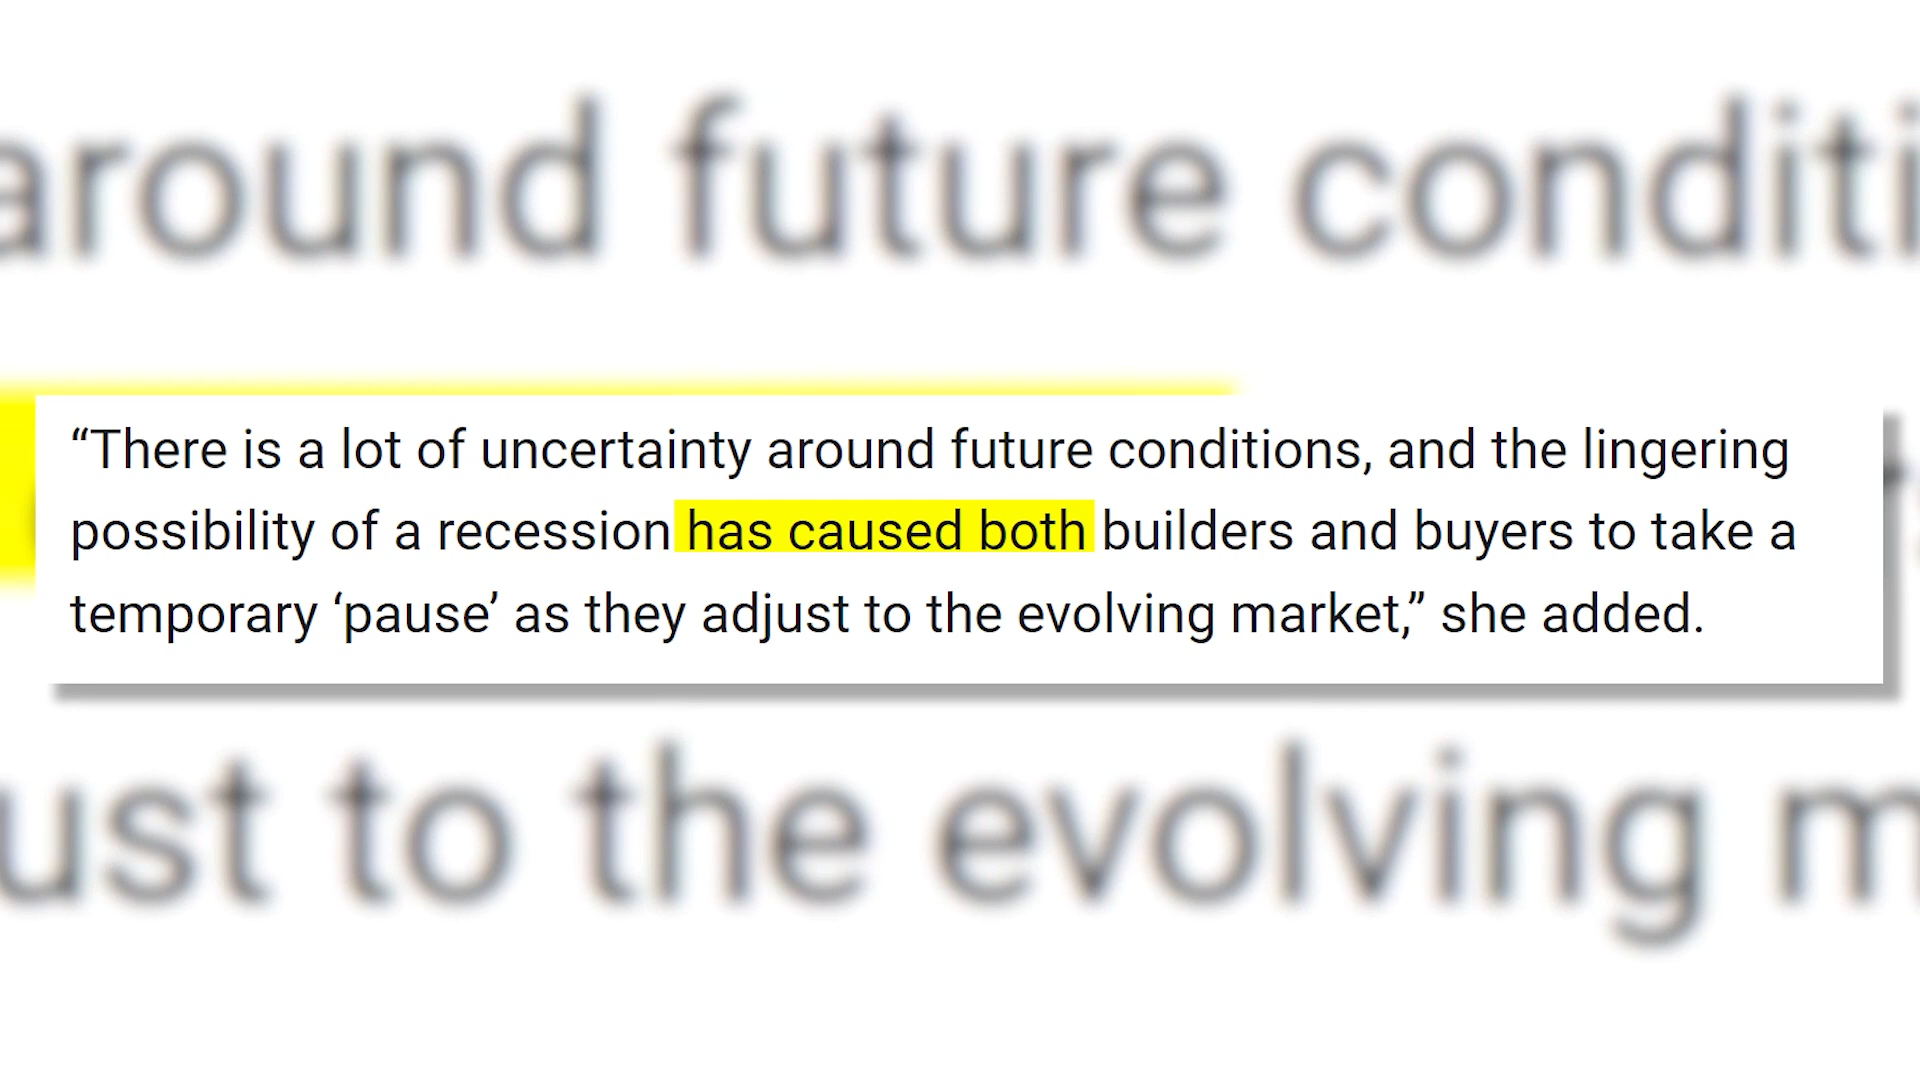 around future conditi
“There is a lot of uncertainty around future conditions, and the lingering
possibility of a recession has caused both builders and buyers to take a
temporary ‘pause’ as they adjust to the evolving market,” she added.
ust to the evolving m